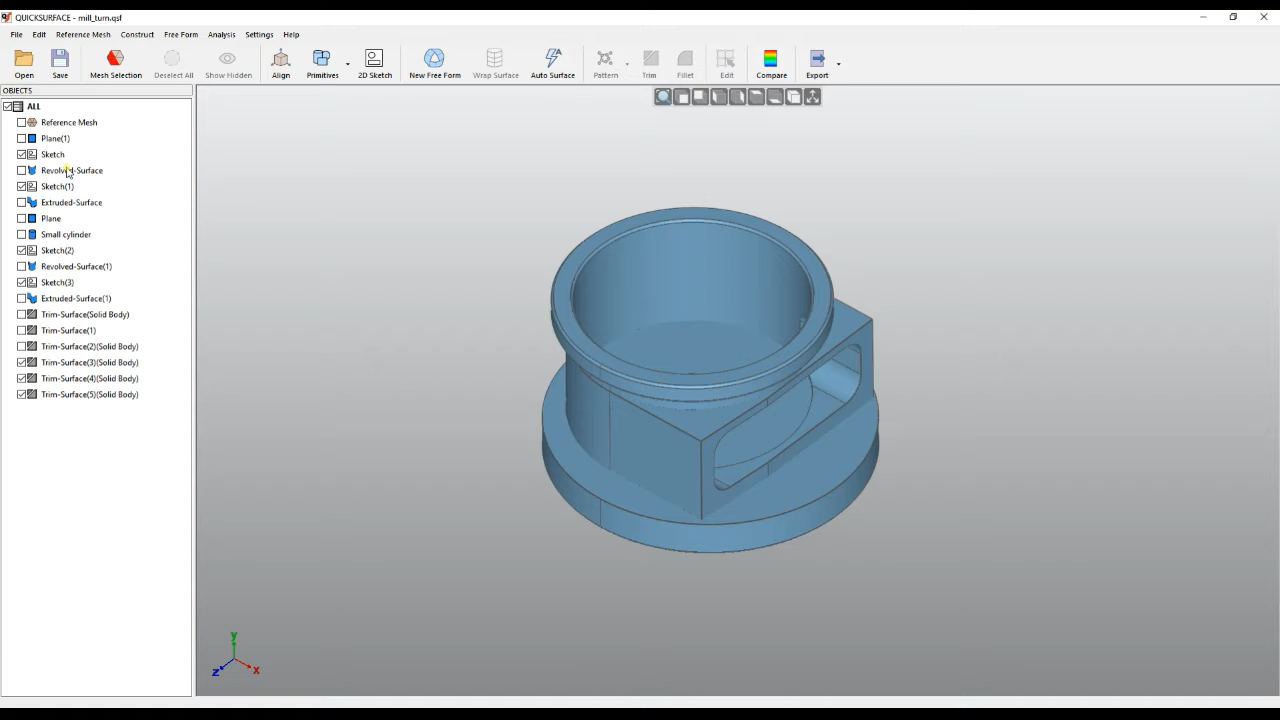 QUICKSURFACE - mill_turn.qsf
File Edit Reference Mesh Construct Free Form Analysis Settings Help
Open Save Mesh Selection Deselect All Show Hidden Align Primitives 2D Sketch New Free Form Wrap Surface Auto Surface Pattern Trim Fillet Edit Compare Export
OBJECTS
ALL
Reference Mesh
Plane(1)
Sketch
Revolved-Surface
Sketch(1)
Extruded-Surface
Plane
Small cylinder
Sketch(2)
Revolved-Surface(1)
Sketch(3)
Extruded-Surface(1)
Trim-Surface(Solid Body)
Trim-Surface(1)
Trim-Surface(2)(Solid Body)
Trim-Surface(3)(Solid Body)
Trim-Surface(4)(Solid Body)
Trim-Surface(5)(Solid Body)
y
z x